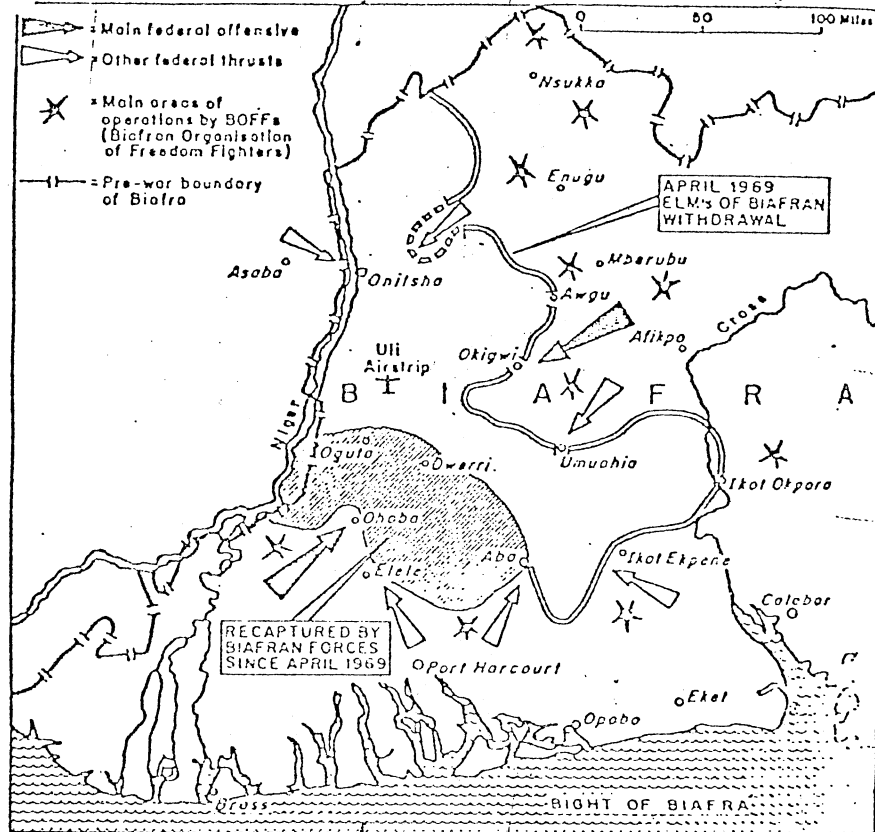 = Main federal offensive
= Other federal thrusts
= Main areas of
operations by BOFFs
(Biafran Organisation
of Freedom Fighters)
= Pre-war boundary
of Biafra
0 50 100 Miles
Nsukka
Enugu
APRIL 1969
ELM's OF BIAFRAN
WITHDRAWAL
Asaba
Onitsha
Mberubu
Awgu
Cross
Afikpo
Okigwi
Uli
Airstrip
B I A F R A
Niger
Oguta
Owerri.
Umuahia
Ikot Okpora
Ohoba
Aba
Ikot Ekpene
Elele
Calabar
RECAPTURED BY
BIAFRAN FORCES
SINCE APRIL 1969
Port Harcourt
Eket
Opobo
Brass
BIGHT OF BIAFRA